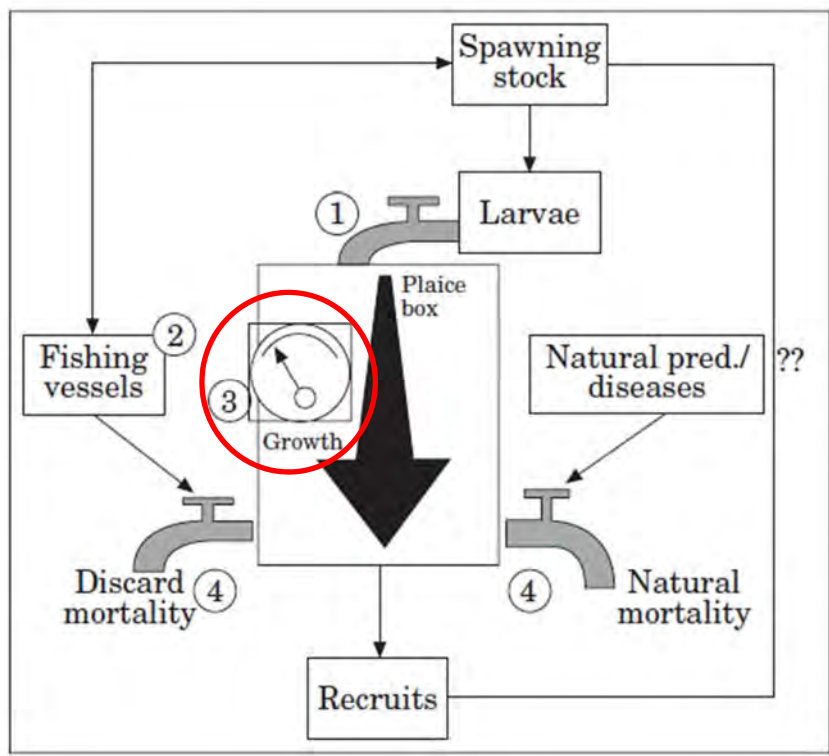 Spawning
stock
1
Larvae
Plaice
box
2
Fishing
vessels
Natural pred./
diseases
??
3
Growth
Discard
mortality
4
4
Natural
mortality
Recruits